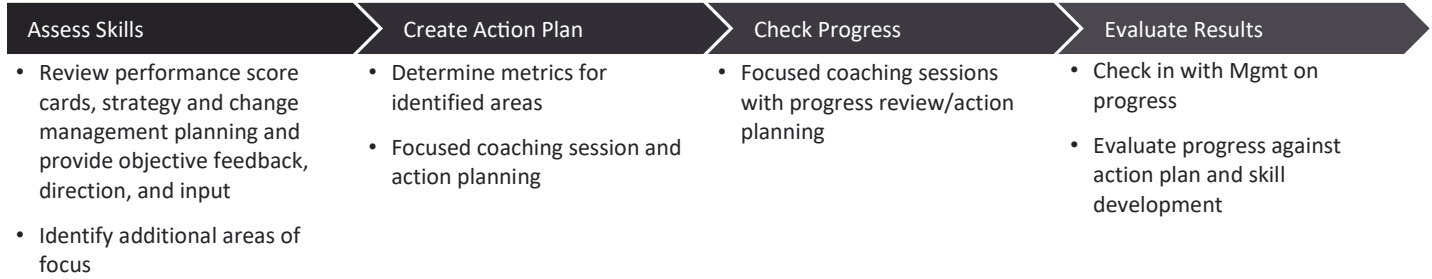 Assess Skills
• Review performance score
cards, strategy and change
management planning and
provide objective feedback,
direction, and input
• Identify additional areas of
focus
Create Action Plan
• Determine metrics for
identified areas
• Focused coaching session and
action planning
Check Progress
• Focused coaching sessions
with progress review/action
planning
Evaluate Results
• Check in with Mgmt on
progress
• Evaluate progress against
action plan and skill
development